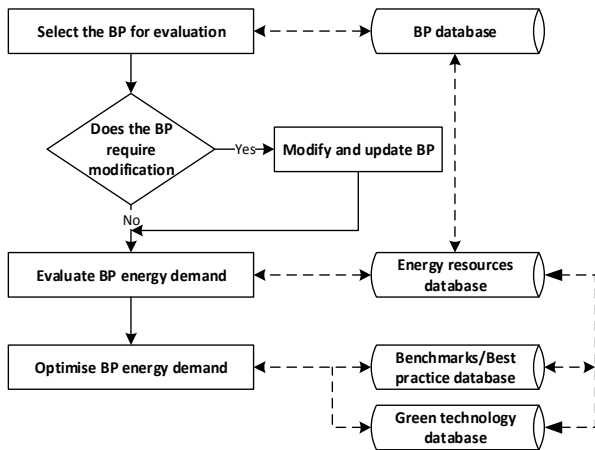 Select the BP for evaluation
BP database
Does the BP
require
modification
Yes
Modify and update BP
No
Evaluate BP energy demand
Energy resources
database
Optimise BP energy demand
Benchmarks/Best
practice database
Green technology
database